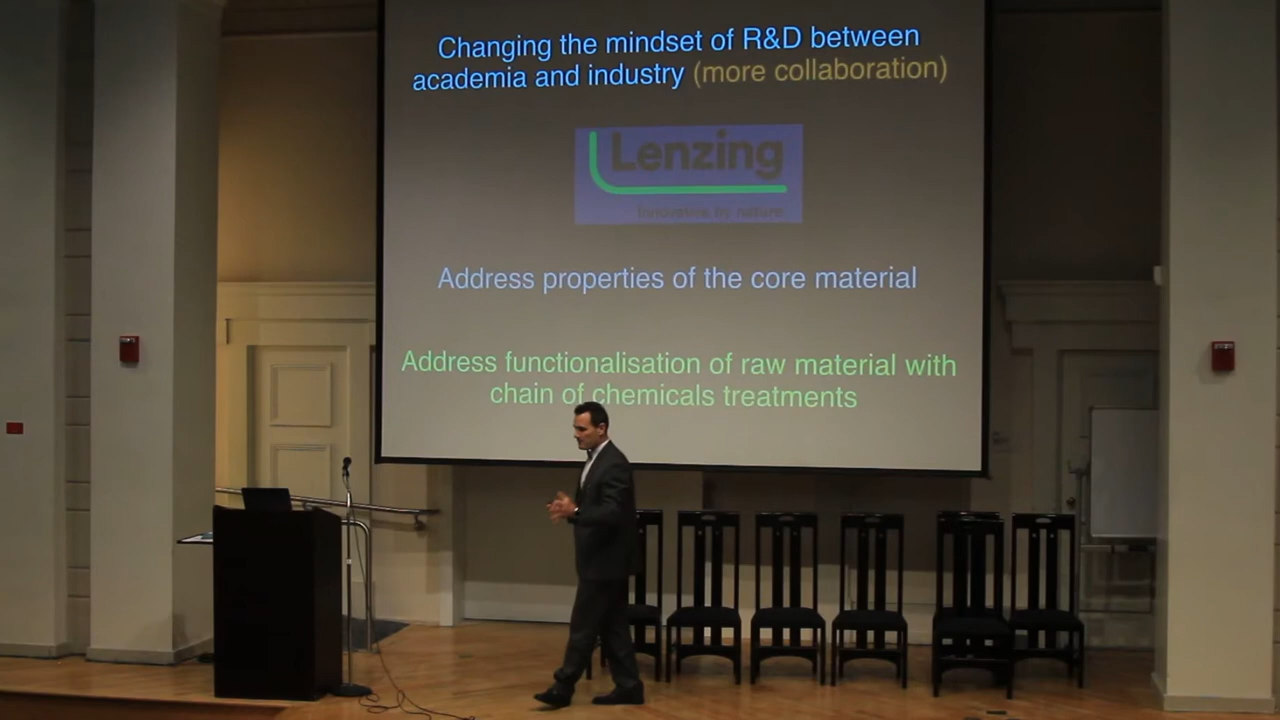 Changing the mindset of R&D between
academia and industry (more collaboration)
Lenzing
Innovative by nature
Address properties of the core material
Address functionalisation of raw material with
chain of chemicals treatments